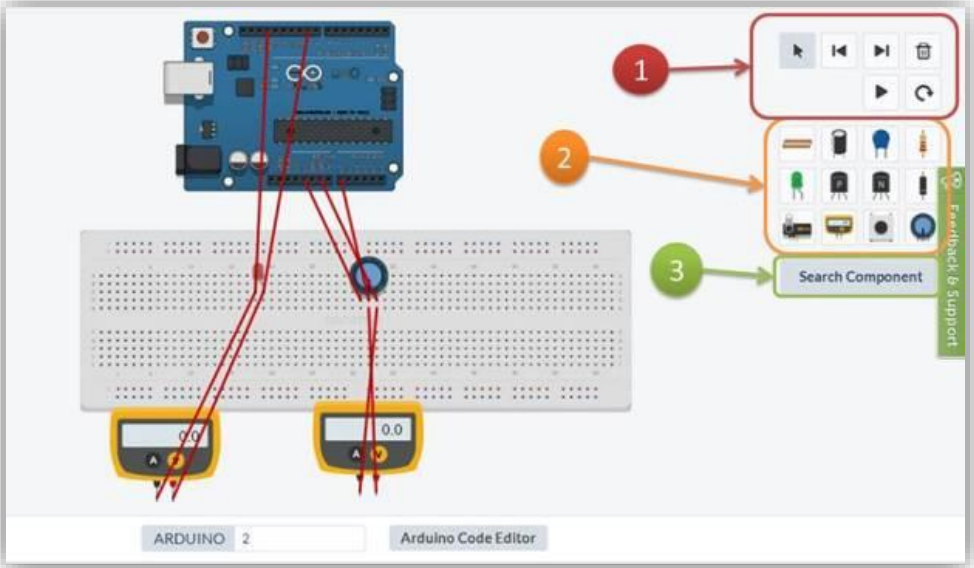 1
2
3
Search Component
Feedback & Support
P
N
0.0
A V
0.0
A V
ARDUINO 2
Arduino Code Editor